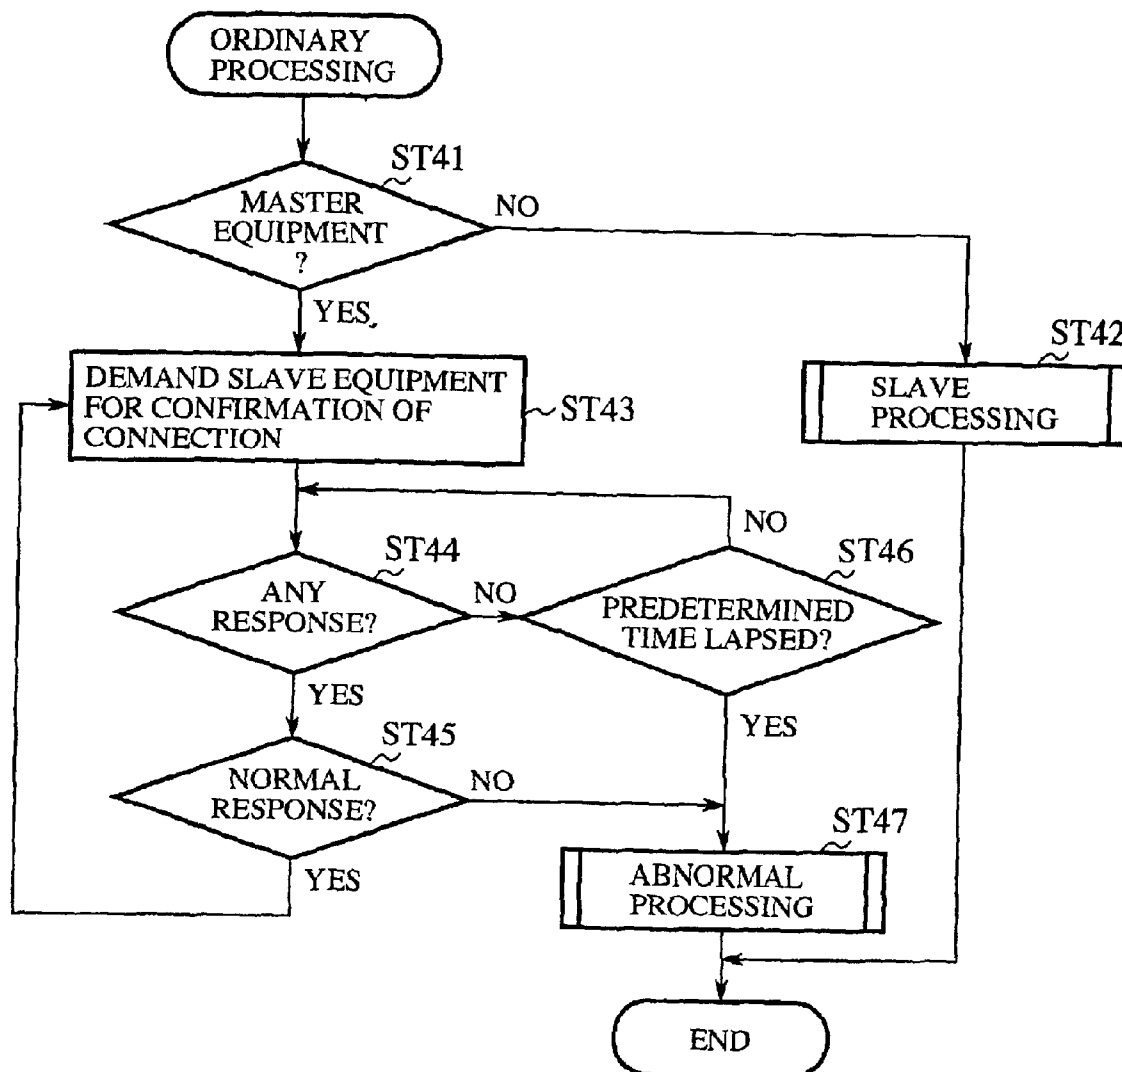 ORDINARY
PROCESSING
ST41
MASTER
EQUIPMENT
?
NO
YES
ST42
SLAVE
PROCESSING
DEMAND SLAVE EQUIPMENT
FOR CONFIRMATION OF
CONNECTION
ST43
NO
ST44
ST46
ANY
RESPONSE?
NO
PREDETERMINED
TIME LAPSED?
YES
YES
ST45
NORMAL
RESPONSE?
NO
ST47
YES
ABNORMAL
PROCESSING
END